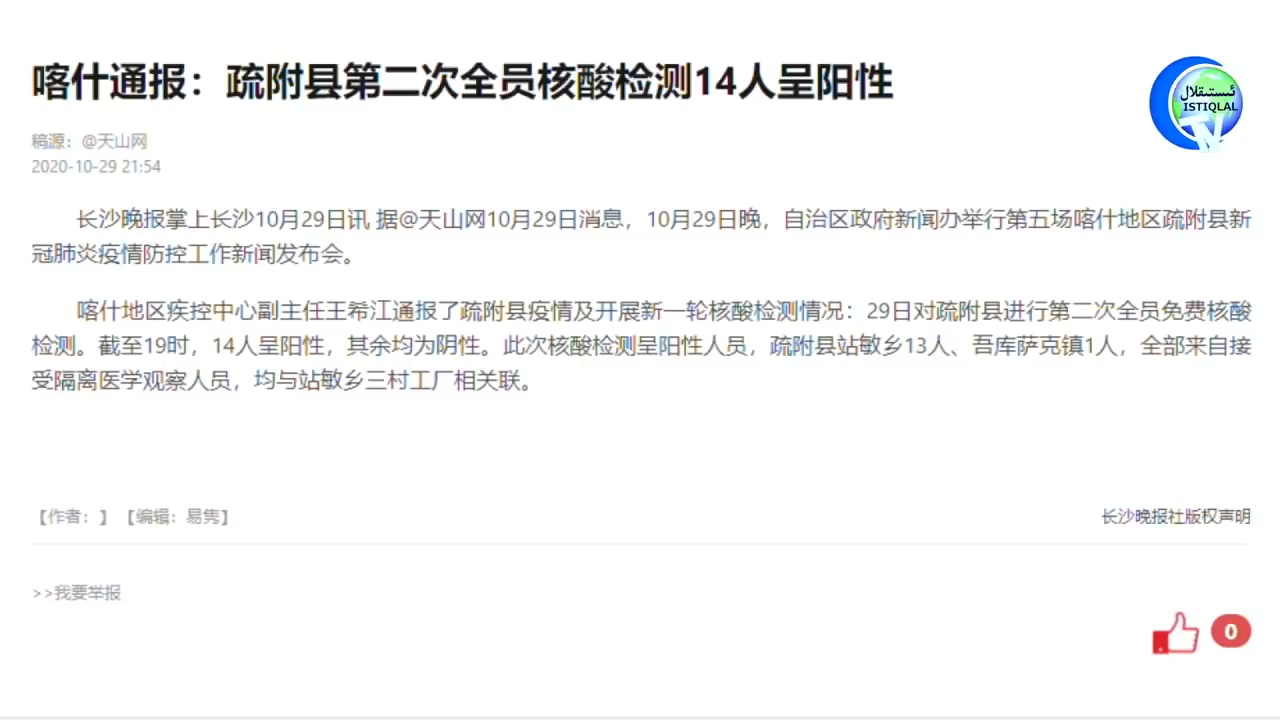 喀什通报：疏附县第二次全员核酸检测14人呈阳性
ئىستىقلال
ISTIQLAL
TV
稿源：@天山网
2020-10-29 21:54
长沙晚报掌上长沙10月29日讯 据@天山网10月29日消息，10月29日晚，自治区政府新闻办举行第五场喀什地区疏附县新
冠肺炎疫情防控工作新闻发布会。
喀什地区疾控中心副主任王希江通报了疏附县疫情及开展新一轮核酸检测情况：29日对疏附县进行第二次全员免费核酸
检测。截至19时，14人呈阳性，其余均为阴性。此次核酸检测呈阳性人员，疏附县站敏乡13人、吾库萨克镇1人，全部来自接
受隔离医学观察人员，均与站敏乡三村工厂相关联。
【作者：】【编辑：易隽】
长沙晚报社版权声明
>>我要举报
0